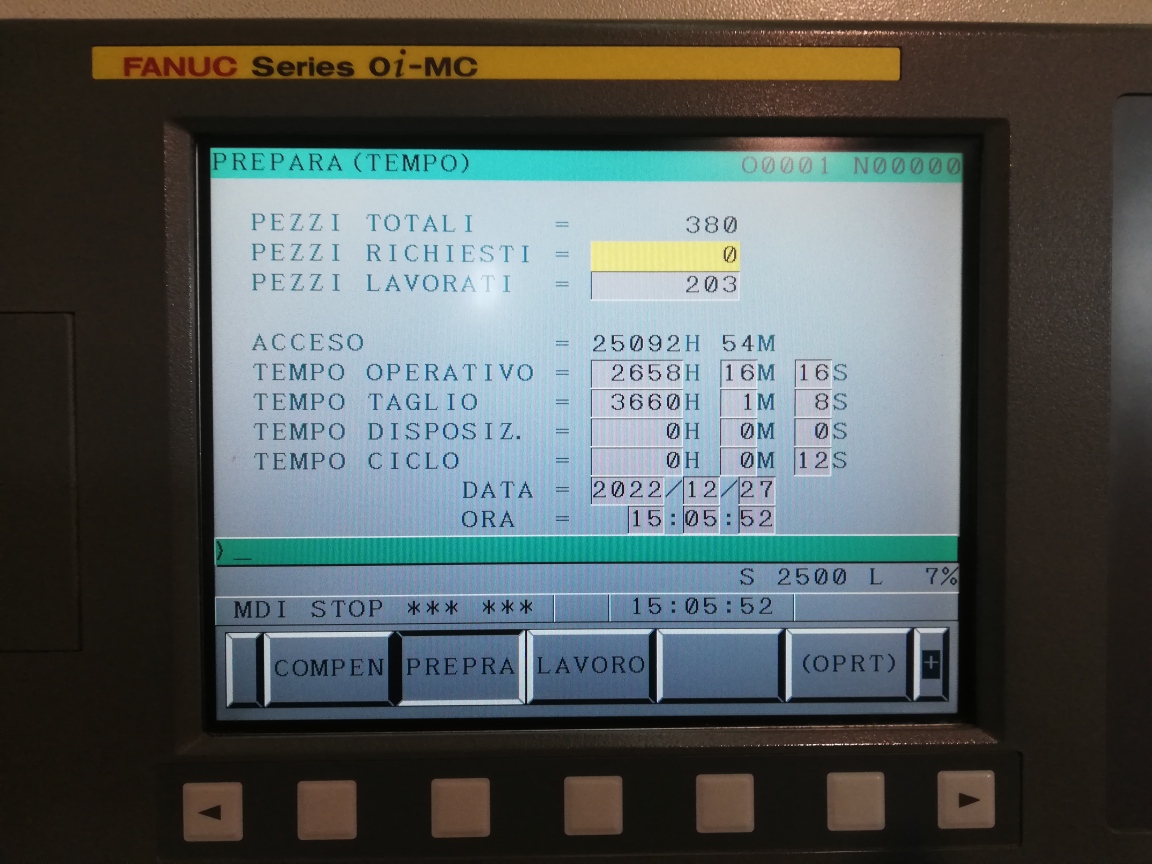 FANUC Series 0i-MC
PREPARA(TEMPO) O0001 N00000
PEZZI TOTALI = 380
PEZZI RICHIESTI = 0
PEZZI LAVORATI = 203
ACCESO = 25092H 54M
TEMPO OPERATIVO = 2658H 16M 16S
TEMPO TAGLIO = 3660H 1M 8S
TEMPO DISPOSIZ. = 0H 0M 0S
TEMPO CICLO = 0H 0M 12S
DATA = 2022/12/27
ORA = 15:05:52
>_
S 2500 L 7%
MDI STOP *** *** 15:05:52
COMPEN PREPRA LAVORO (OPRT) +